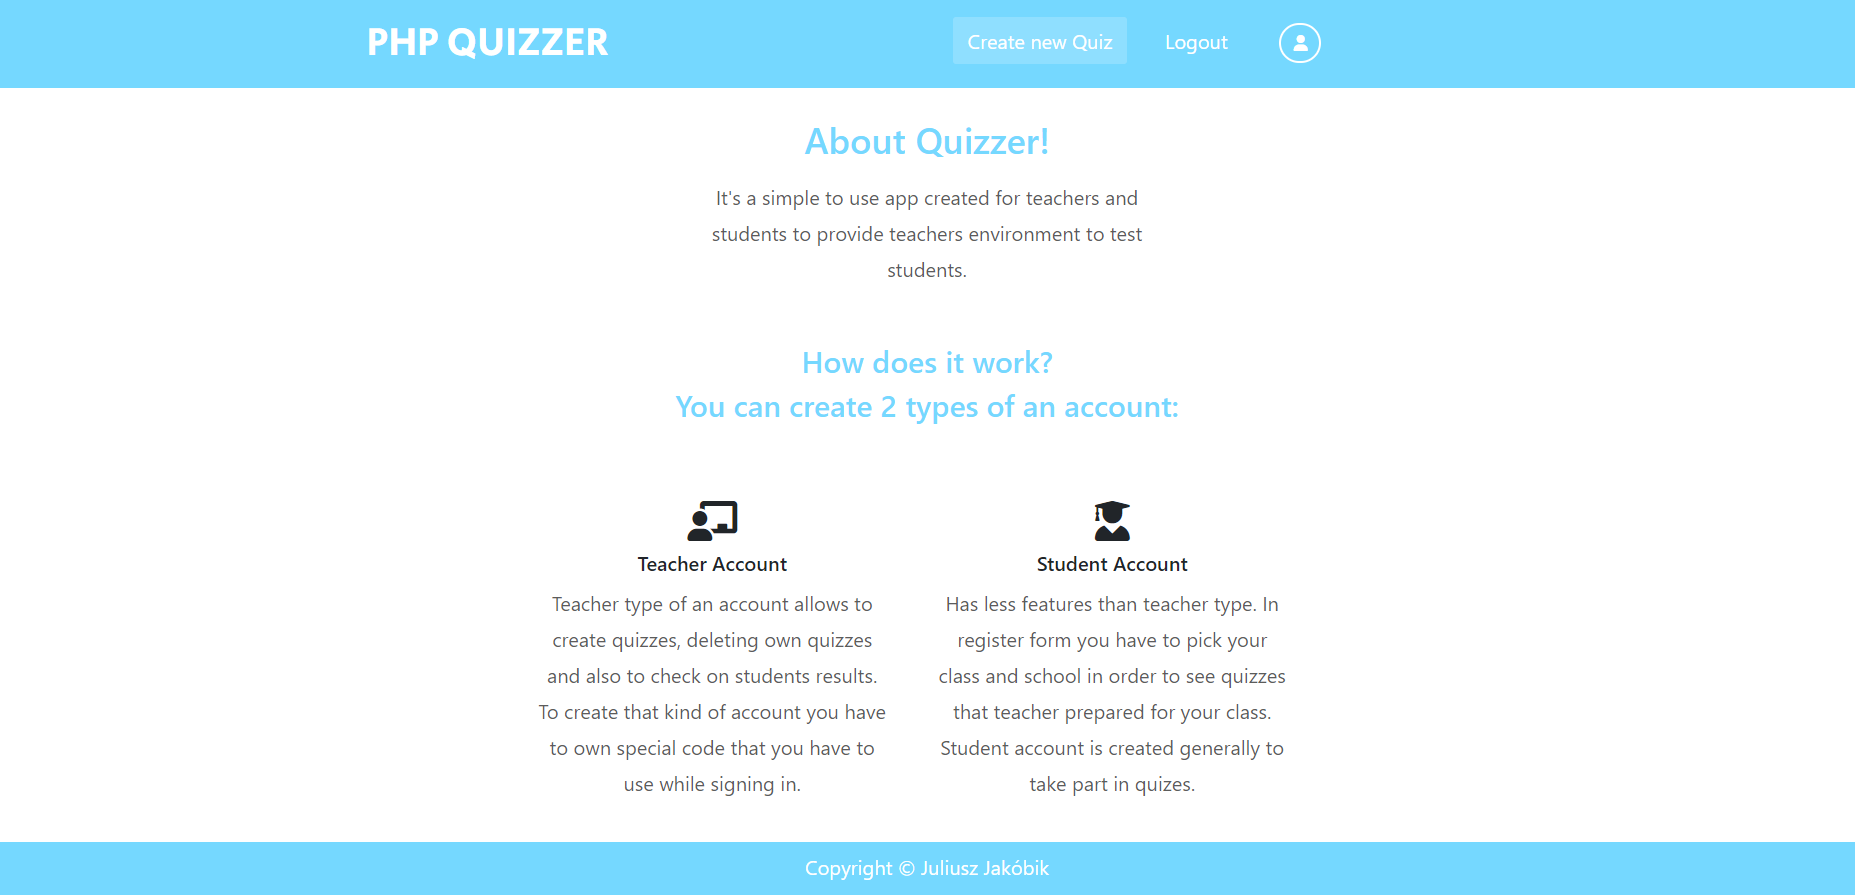 PHP QUIZZER
Create new Quiz
Logout
About Quizzer!
It's a simple to use app created for teachers and
students to provide teachers environment to test
students.
How does it work?
You can create 2 types of an account:
Teacher Account
Teacher type of an account allows to
create quizzes, deleting own quizzes
and also to check on students results.
To create that kind of account you have
to own special code that you have to
use while signing in.
Student Account
Has less features than teacher type. In
register form you have to pick your
class and school in order to see quizzes
that teacher prepared for your class.
Student account is created generally to
take part in quizes.
Copyright © Juliusz Jakóbik